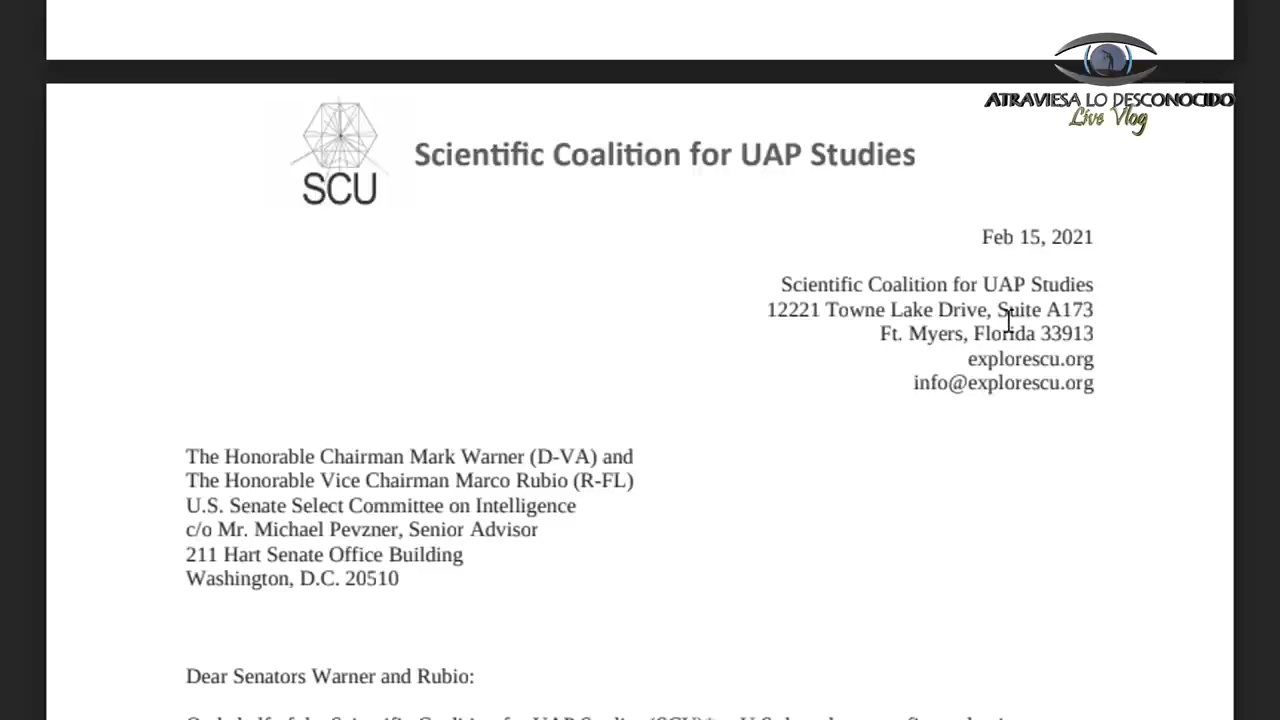 ATRAVIESA LO DESCONOCIDO
Live Vlog
SCU
Scientific Coalition for UAP Studies
Feb 15, 2021
Scientific Coalition for UAP Studies
12221 Towne Lake Drive, Suite A173
Ft. Myers, Florida 33913
explorescu.org
info@explorescu.org
The Honorable Chairman Mark Warner (D-VA) and
The Honorable Vice Chairman Marco Rubio (R-FL)
U.S. Senate Select Committee on Intelligence
c/o Mr. Michael Pevzner, Senior Advisor
211 Hart Senate Office Building
Washington, D.C. 20510
Dear Senators Warner and Rubio: